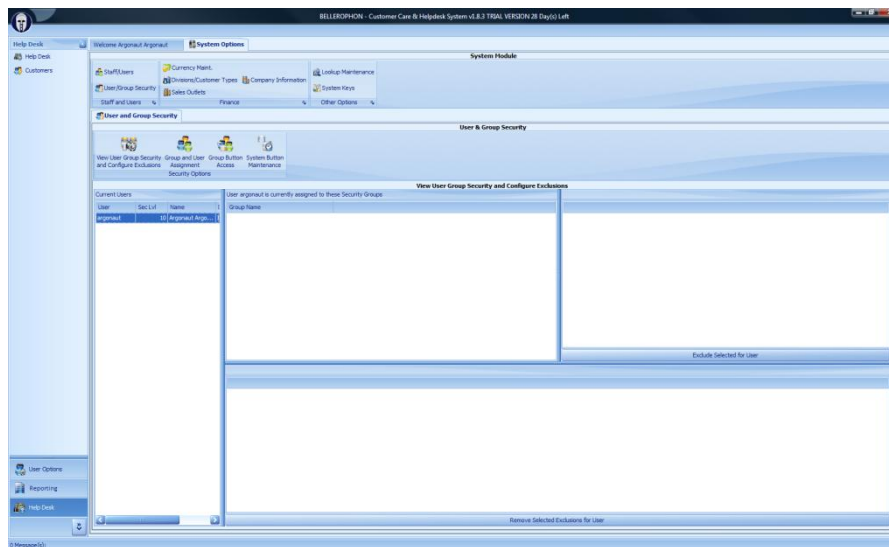 BELLEROPHON - Customer Care & Helpdesk System v1.8.3 TRIAL VERSION 28 Day(s) Left
Help Desk
Welcome Argonaut Argonaut
System Options
Help Desk
Customers
System Module
Staff/Users
User/Group Security
Staff and Users
Currency Maint.
Divisions/Customer Types
Company Information
Sales Outlets
Finance
Lookup Maintenance
System Keys
Other Options
User and Group Security
User & Group Security
View User Group Security
and Configure Exclusions
Group and User
Assignment
Group Button
Access
System Button
Maintenance
Security Options
View User Group Security and Configure Exclusions
Current Users
User argonaut is currently assigned to these Security Groups
User Sec Lvl Name
Group Name
argonaut 10 Argonaut Argo...
Exclude Selected for User
User Options
Reporting
Help Desk
Remove Selected Exclusions for User
0 Message(s):